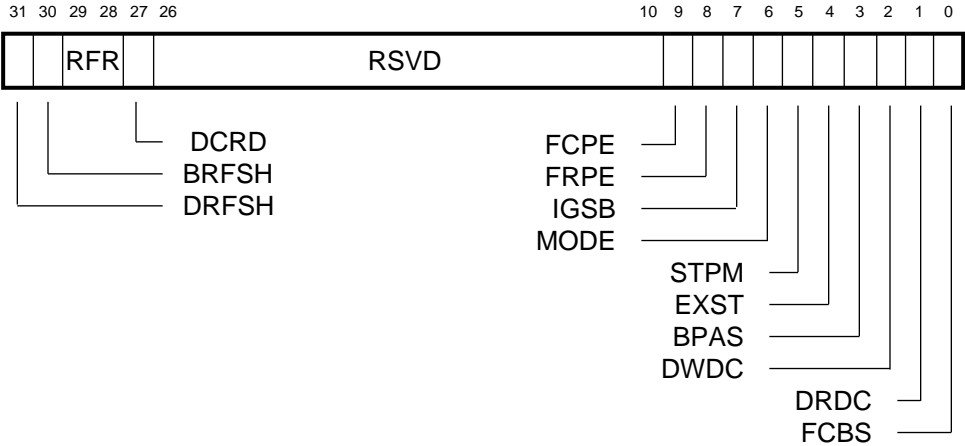 31 30 29 28 27 26 10 9 8 7 6 5 4 3 2 1 0
RFR RSVD
DCRD FCPE
BRFSH FRPE
DRFSH IGSB
MODE
STPM
EXST
BPAS
DWDC
DRDC
FCBS